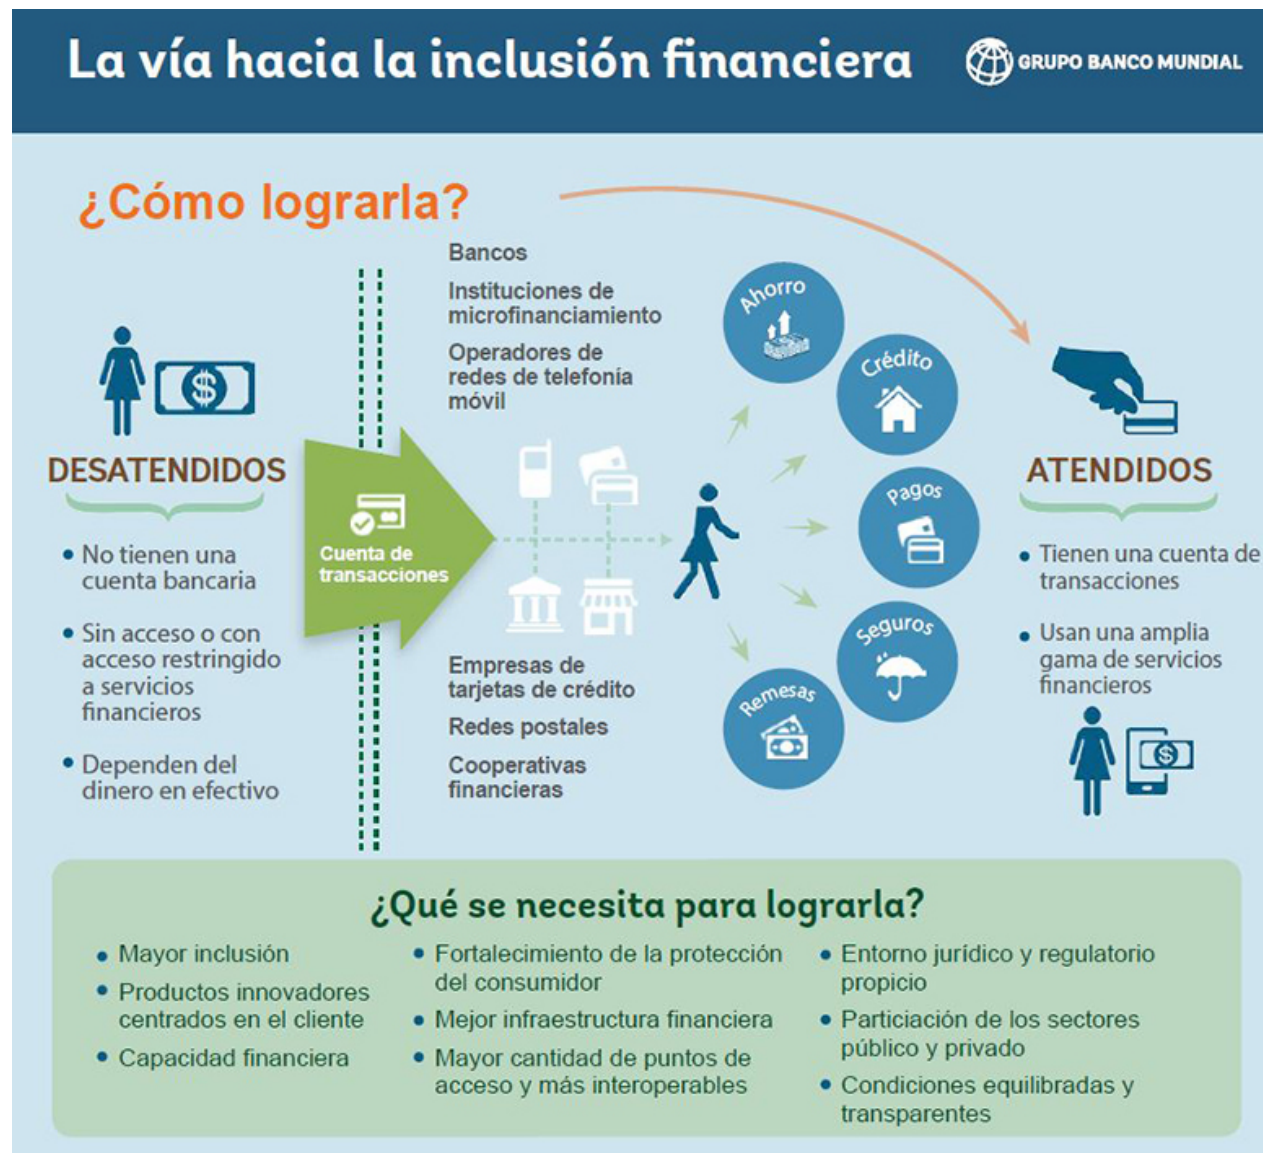 La vía hacia la inclusión financiera
GRUPO BANCO MUNDIAL
¿Cómo lograrla?
DESATENDIDOS
No tienen una
cuenta bancaria
Sin acceso o con
acceso restringido
a servicios
financieros
Dependen del
dinero en efectivo
Cuenta de
transacciones
Bancos
Instituciones de
microfinanciamiento
Operadores de
redes de telefonía
móvil
Empresas de
tarjetas de crédito
Redes postales
Cooperativas
financieras
Ahorro
Crédito
Pagos
Seguros
Remesas
ATENDIDOS
Tienen una cuenta de
transacciones
Usan una amplia
gama de servicios
financieros
¿Qué se necesita para lograrla?
Mayor inclusión
Productos innovadores
centrados en el cliente
Capacidad financiera
Fortalecimiento de la protección
del consumidor
Mejor infraestructura financiera
Mayor cantidad de puntos de
acceso y más interoperables
Entorno jurídico y regulatorio
propicio
Particiación de los sectores
público y privado
Condiciones equilibradas y
transparentes